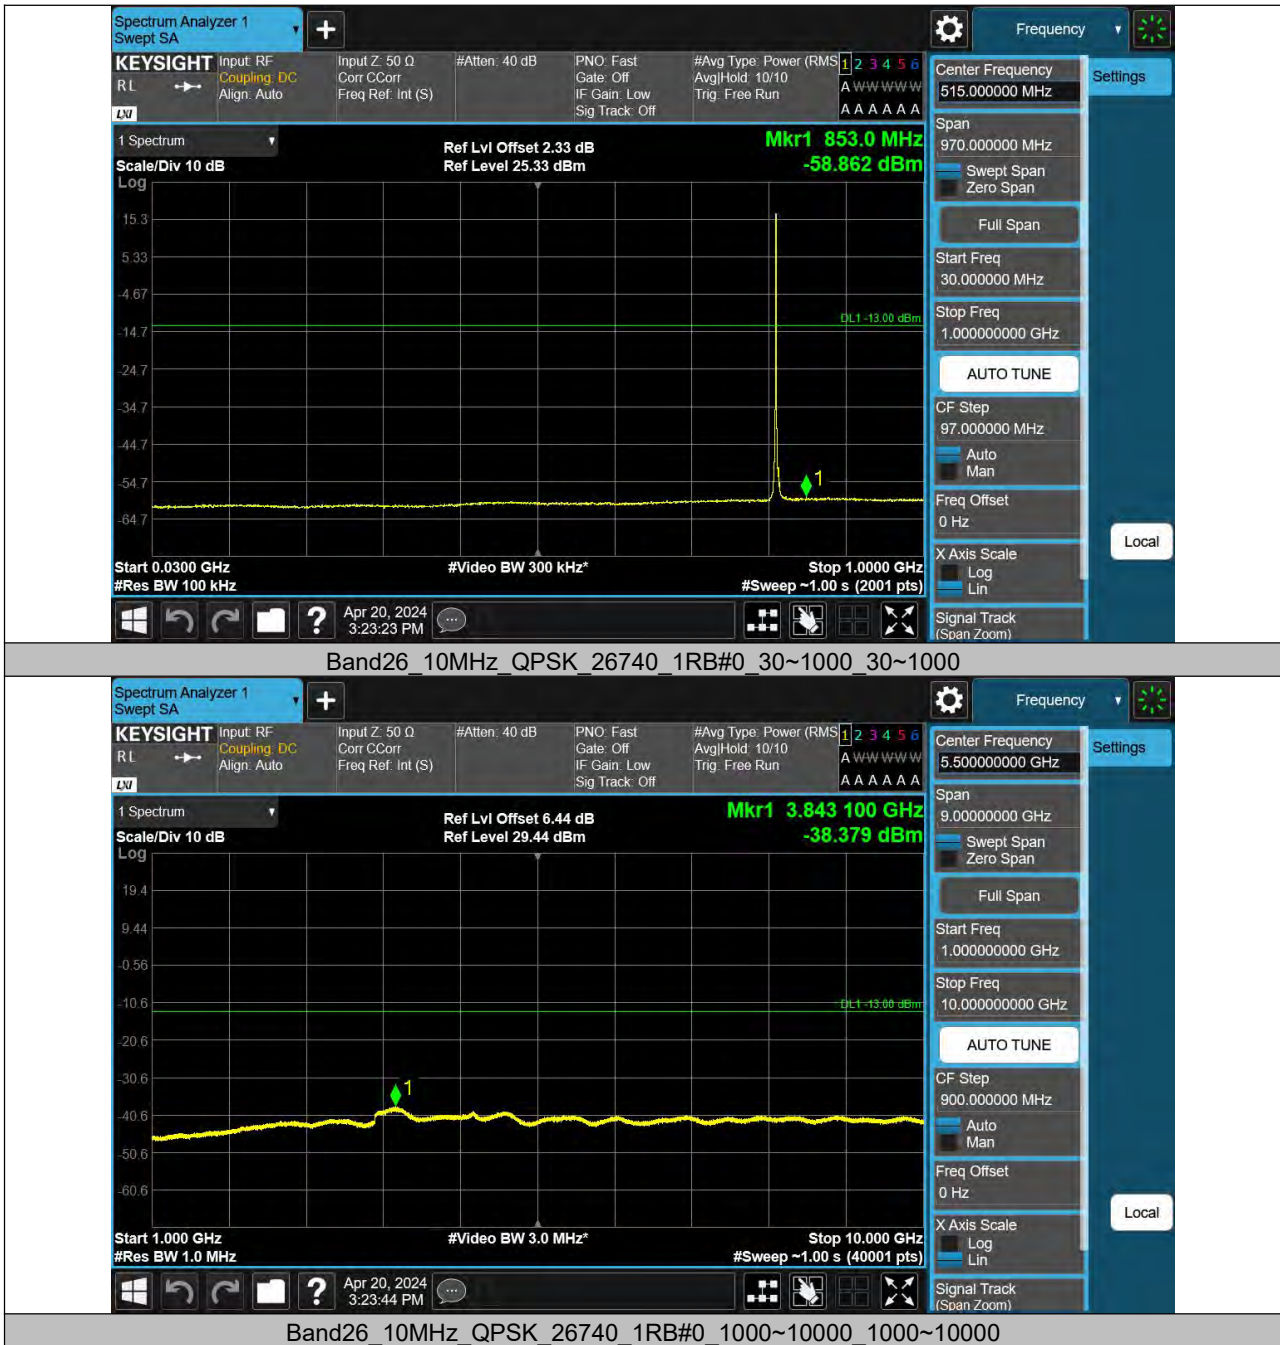 Spectrum Analyzer 1
Swept SA
Frequency
KEYSIGHT
RL
LXI
Input: RF
Coupling: DC
Align: Auto
Input Z: 50 Ω
Corr CCorr
Freq Ref: Int (S)
#Atten: 40 dB
PNO: Fast
Gate: Off
IF Gain: Low
Sig Track: Off
#Avg Type: Power (RMS
Avg|Hold: 10/10
Trig: Free Run
1 2 3 4 5 6
A W W W W W
A A A A A A
1 Spectrum
Scale/Div 10 dB
Ref Lvl Offset 2.33 dB
Ref Level 25.33 dBm
Mkr1 853.0 MHz
-58.862 dBm
Log
15.3
5.33
-4.67
-14.7
-24.7
-34.7
-44.7
-54.7
-64.7
DL1 -13.00 dBm
1
Start 0.0300 GHz
#Res BW 100 kHz
#Video BW 300 kHz*
Stop 1.0000 GHz
#Sweep ~1.00 s (2001 pts)
Apr 20, 2024
3:23:23 PM
Center Frequency
515.000000 MHz
Span
970.000000 MHz
Swept Span
Zero Span
Full Span
Start Freq
30.000000 MHz
Stop Freq
1.000000000 GHz
AUTO TUNE
CF Step
97.000000 MHz
Auto
Man
Freq Offset
0 Hz
X Axis Scale
Log
Lin
Signal Track
(Span Zoom)
Settings
Local
Band26_10MHz_QPSK_26740_1RB#0_30~1000_30~1000
Spectrum Analyzer 1
Swept SA
Frequency
KEYSIGHT
RL
LXI
Input: RF
Coupling: DC
Align: Auto
Input Z: 50 Ω
Corr CCorr
Freq Ref: Int (S)
#Atten: 40 dB
PNO: Fast
Gate: Off
IF Gain: Low
Sig Track: Off
#Avg Type: Power (RMS
Avg|Hold: 10/10
Trig: Free Run
1 2 3 4 5 6
A W W W W W
A A A A A A
1 Spectrum
Scale/Div 10 dB
Ref Lvl Offset 6.44 dB
Ref Level 29.44 dBm
Mkr1 3.843 100 GHz
-38.379 dBm
Log
19.4
9.44
-0.56
-10.6
-20.6
-30.6
-40.6
-50.6
-60.6
DL1 -13.00 dBm
1
Start 1.000 GHz
#Res BW 1.0 MHz
#Video BW 3.0 MHz*
Stop 10.000 GHz
#Sweep ~1.00 s (40001 pts)
Apr 20, 2024
3:23:44 PM
Center Frequency
5.500000000 GHz
Span
9.00000000 GHz
Swept Span
Zero Span
Full Span
Start Freq
1.000000000 GHz
Stop Freq
10.000000000 GHz
AUTO TUNE
CF Step
900.000000 MHz
Auto
Man
Freq Offset
0 Hz
X Axis Scale
Log
Lin
Signal Track
(Span Zoom)
Settings
Local
Band26_10MHz_QPSK_26740_1RB#0_1000~10000_1000~10000